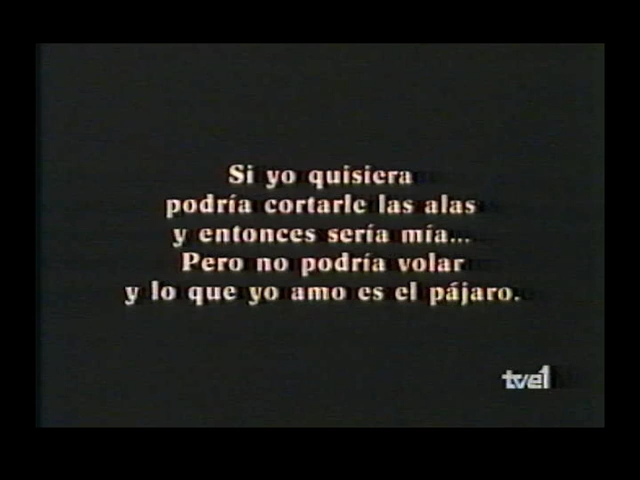 Si yo quisiera
podría cortarle las alas
y entonces sería mía...
Pero no podría volar
y lo que yo amo es el pájaro.
tve1